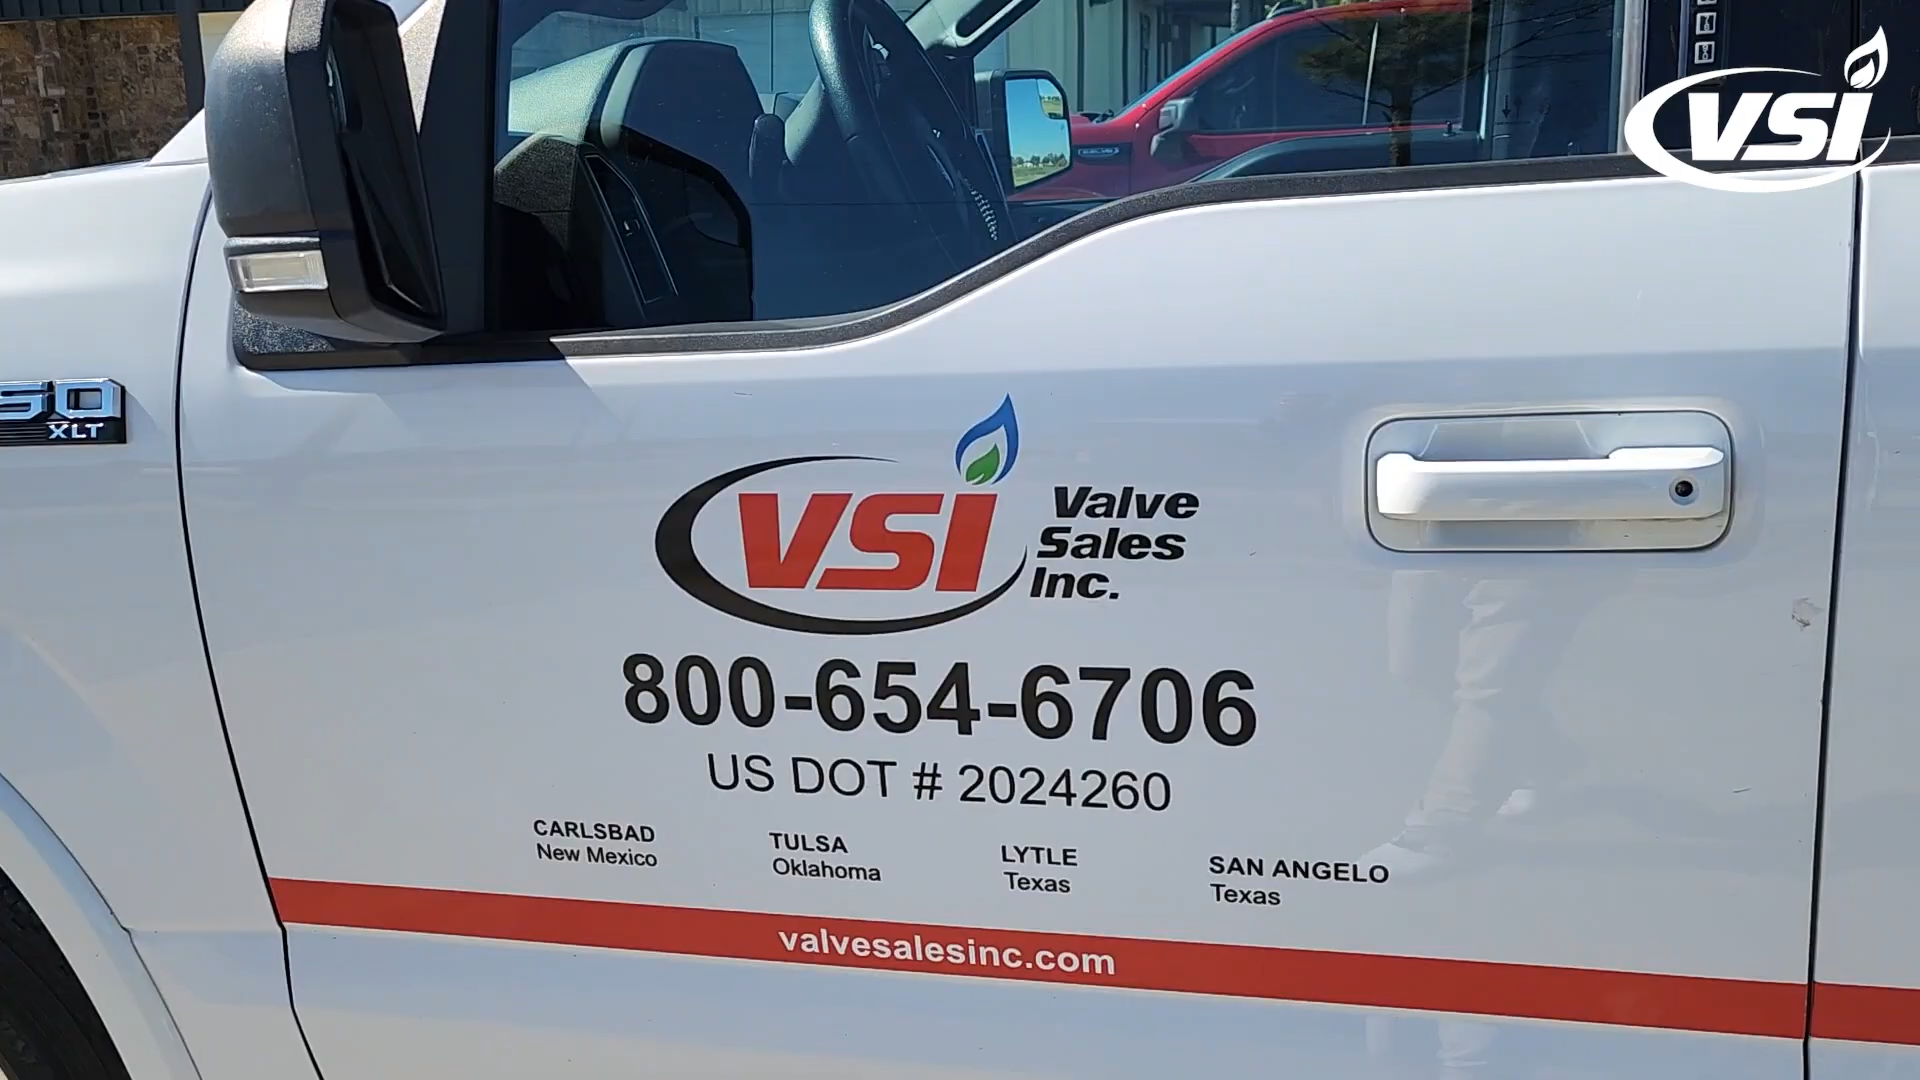 VSI
50
XLT
VSI
Valve
Sales
Inc.
800-654-6706
US DOT # 2024260
CARLSBAD
New Mexico
TULSA
Oklahoma
LYTLE
Texas
SAN ANGELO
Texas
valvesalesinc.com